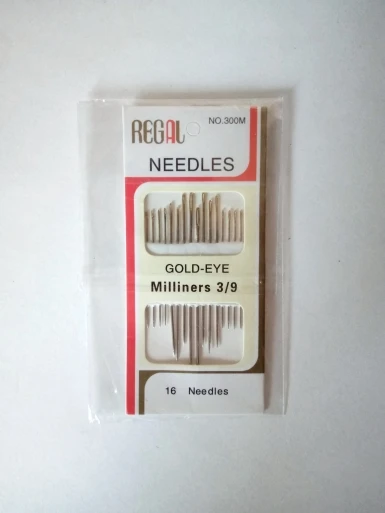 REGAL
NO.300M
NEEDLES
GOLD-EYE
Milliners 3/9
16 Needles